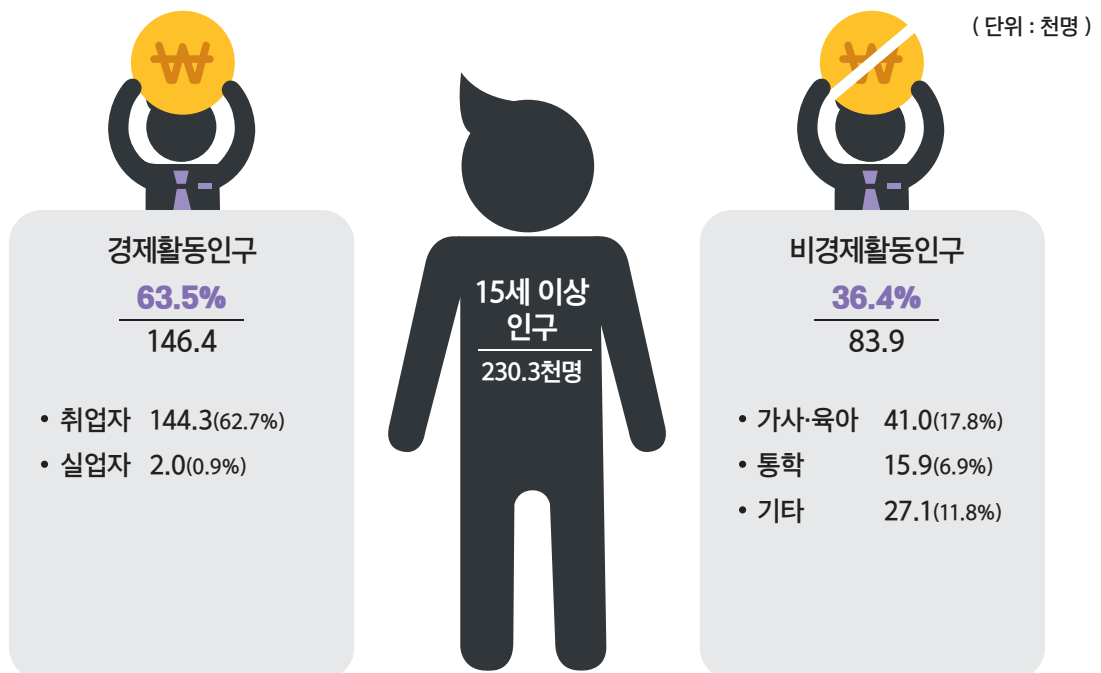 ( 단위 : 천명 )
₩
₩
경제활동인구
63.5%
146.4
• 취업자 144.3(62.7%)
• 실업자 2.0(0.9%)
15세 이상
인구
230.3천명
비경제활동인구
36.4%
83.9
• 가사·육아 41.0(17.8%)
• 통학 15.9(6.9%)
• 기타 27.1(11.8%)